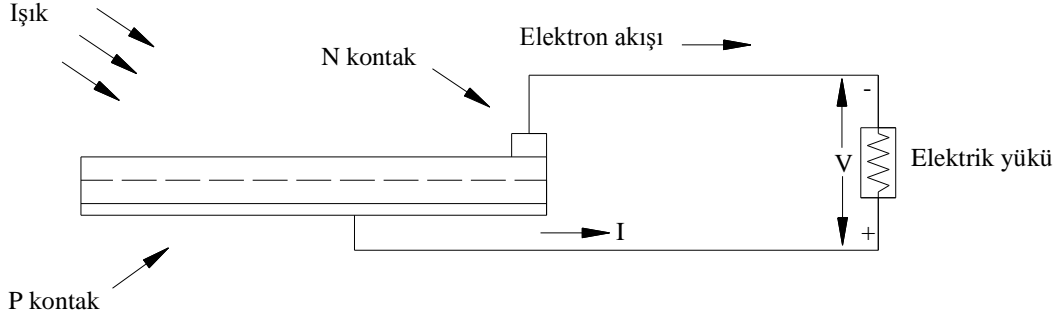 Işık
Elektron akışı
N kontak
-
V
Elektrik yükü
I
+
P kontak